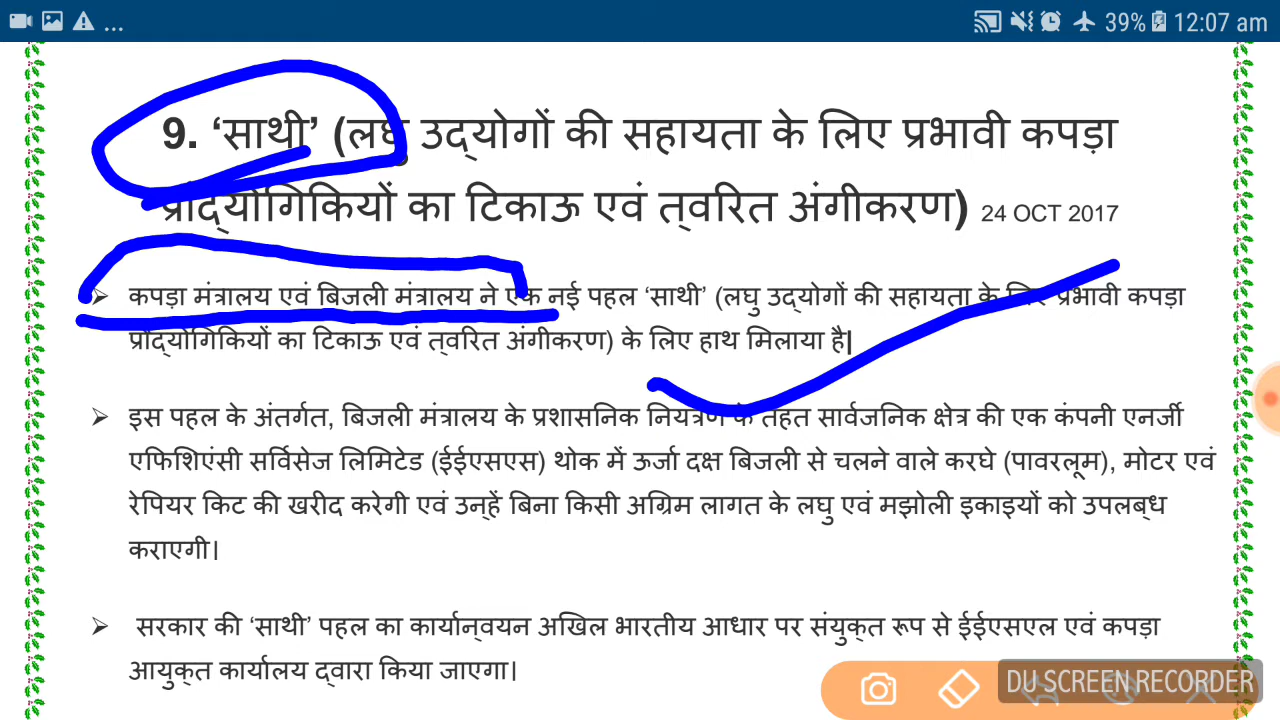 ... 39% 12:07 am
9. ‘साथी’ (लघु उद्योगों की सहायता के लिए प्रभावी कपड़ा
प्रौद्योगिकियों का टिकाऊ एवं त्वरित अंगीकरण) 24 OCT 2017
➢ कपड़ा मंत्रालय एवं बिजली मंत्रालय ने एक नई पहल ‘साथी’ (लघु उद्योगों की सहायता के लिए प्रभावी कपड़ा
प्रौद्योगिकियों का टिकाऊ एवं त्वरित अंगीकरण) के लिए हाथ मिलाया है|
➢ इस पहल के अंतर्गत, बिजली मंत्रालय के प्रशासनिक नियंत्रण के तहत सार्वजनिक क्षेत्र की एक कंपनी एनर्जी
एफिशिएंसी सर्विसेज लिमिटेड (ईईएसएस) थोक में ऊर्जा दक्ष बिजली से चलने वाले करघे (पावरलूम), मोटर एवं
रेपियर किट की खरीद करेगी एवं उन्हें बिना किसी अग्रिम लागत के लघु एवं मझोली इकाइयों को उपलब्ध
कराएगी।
➢ सरकार की ‘साथी’ पहल का कार्यान्वयन अखिल भारतीय आधार पर संयुक्त रूप से ईईएसएल एवं कपड़ा
आयुक्त कार्यालय द्वारा किया जाएगा।
DU SCREEN RECORDER